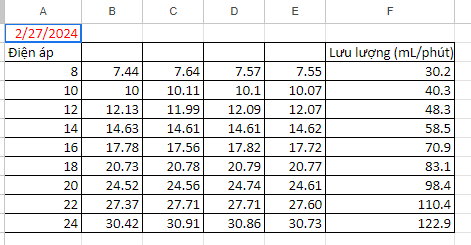 A B C D E F
2/27/2024
Điện áp Lưu lượng (mL/phút)
8 7.44 7.64 7.57 7.55 30.2
10 10 10.11 10.1 10.07 40.3
12 12.13 11.99 12.09 12.07 48.3
14 14.63 14.61 14.61 14.62 58.5
16 17.78 17.56 17.82 17.72 70.9
18 20.73 20.78 20.79 20.77 83.1
20 24.52 24.56 24.74 24.61 98.4
22 27.37 27.71 27.71 27.60 110.4
24 30.42 30.91 30.86 30.73 122.9